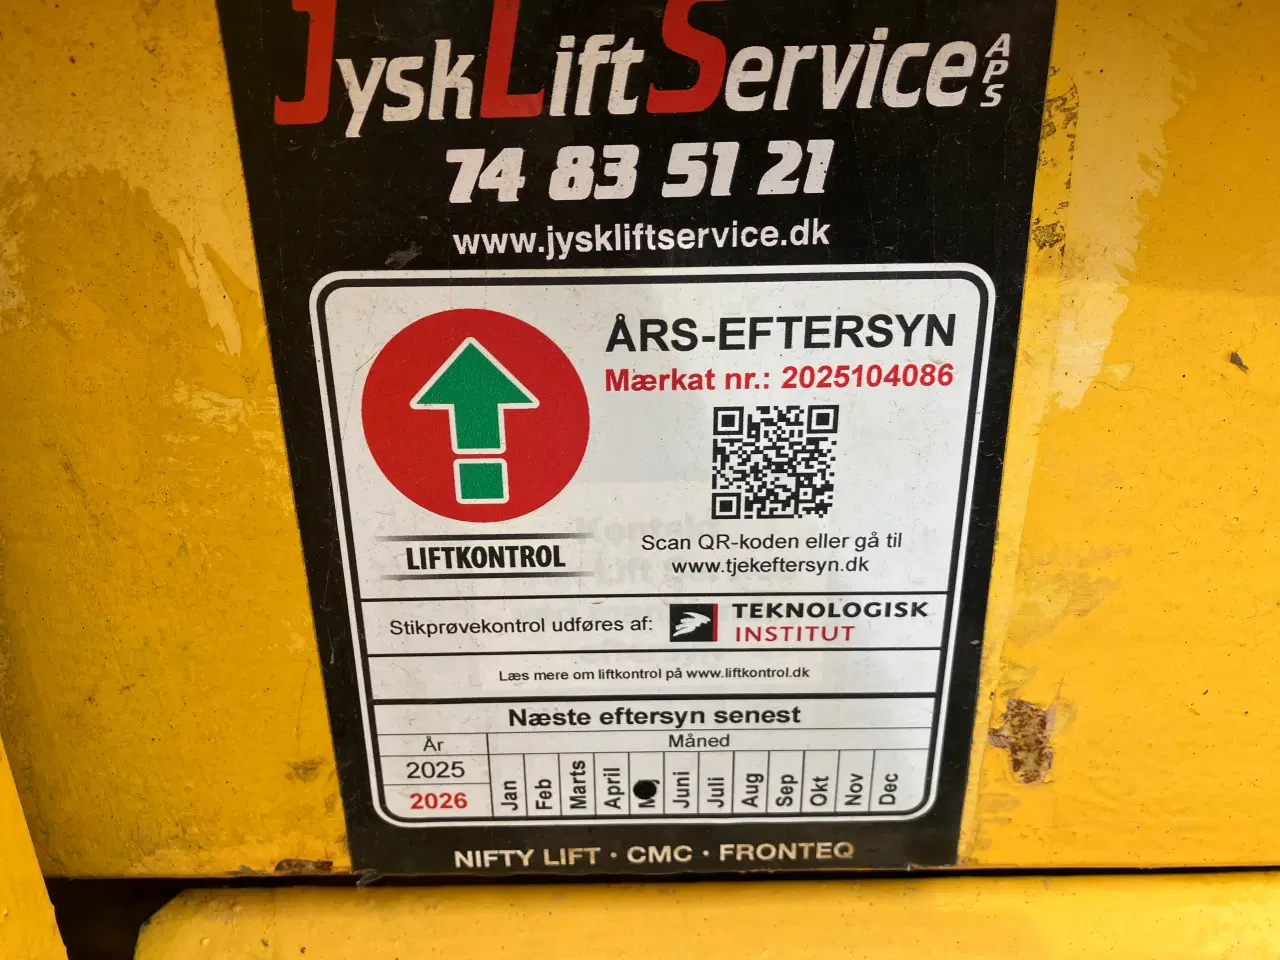 JyskLiftService APS
74 83 51 21
www.jyskliftservice.dk
ÅRS-EFTERSYN
Mærkat nr.: 2025104086
Scan QR-koden eller gå til
www.tjekeftersyn.dk
LIFTKONTROL
Stikprøvekontrol udføres af:
TEKNOLOGISK
INSTITUT
Læs mere om liftkontrol på www.liftkontrol.dk
Næste eftersyn senest
År
Måned
2025
2026
Jan
Feb
Marts
April
Juni
Juli
Aug
Sep
Okt
Nov
Dec
NIFTY LIFT · CMC · FRONTEQ